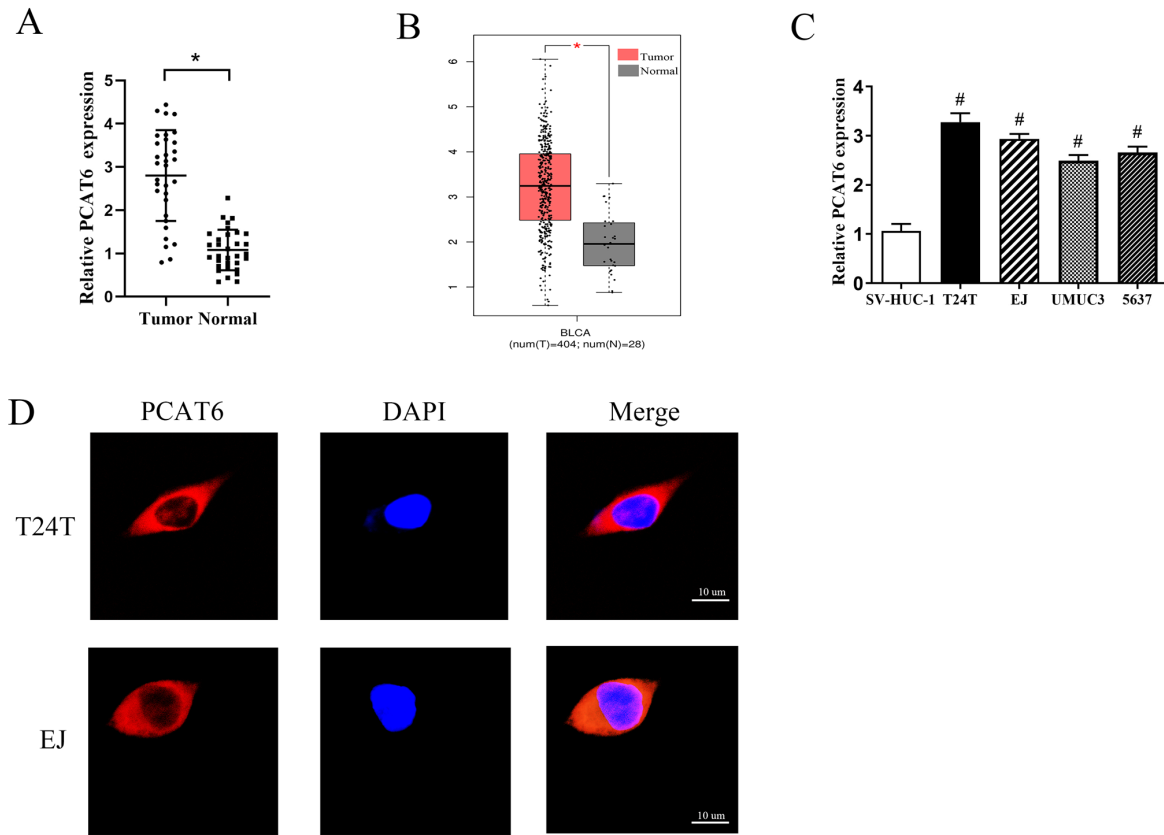 A
*
Relative PCAT6 expression
5
4
3
2
1
0
Tumor Normal
B
*
Tumor
Normal
6
5
4
3
2
1
BLCA
(num(T)=404; num(N)=28)
C
Relative PCAT6 expression
4
3
2
1
0
# # # #
SV-HUC-1 T24T EJ UMUC3 5637
D
PCAT6 DAPI Merge
T24T
10 um
EJ
10 um